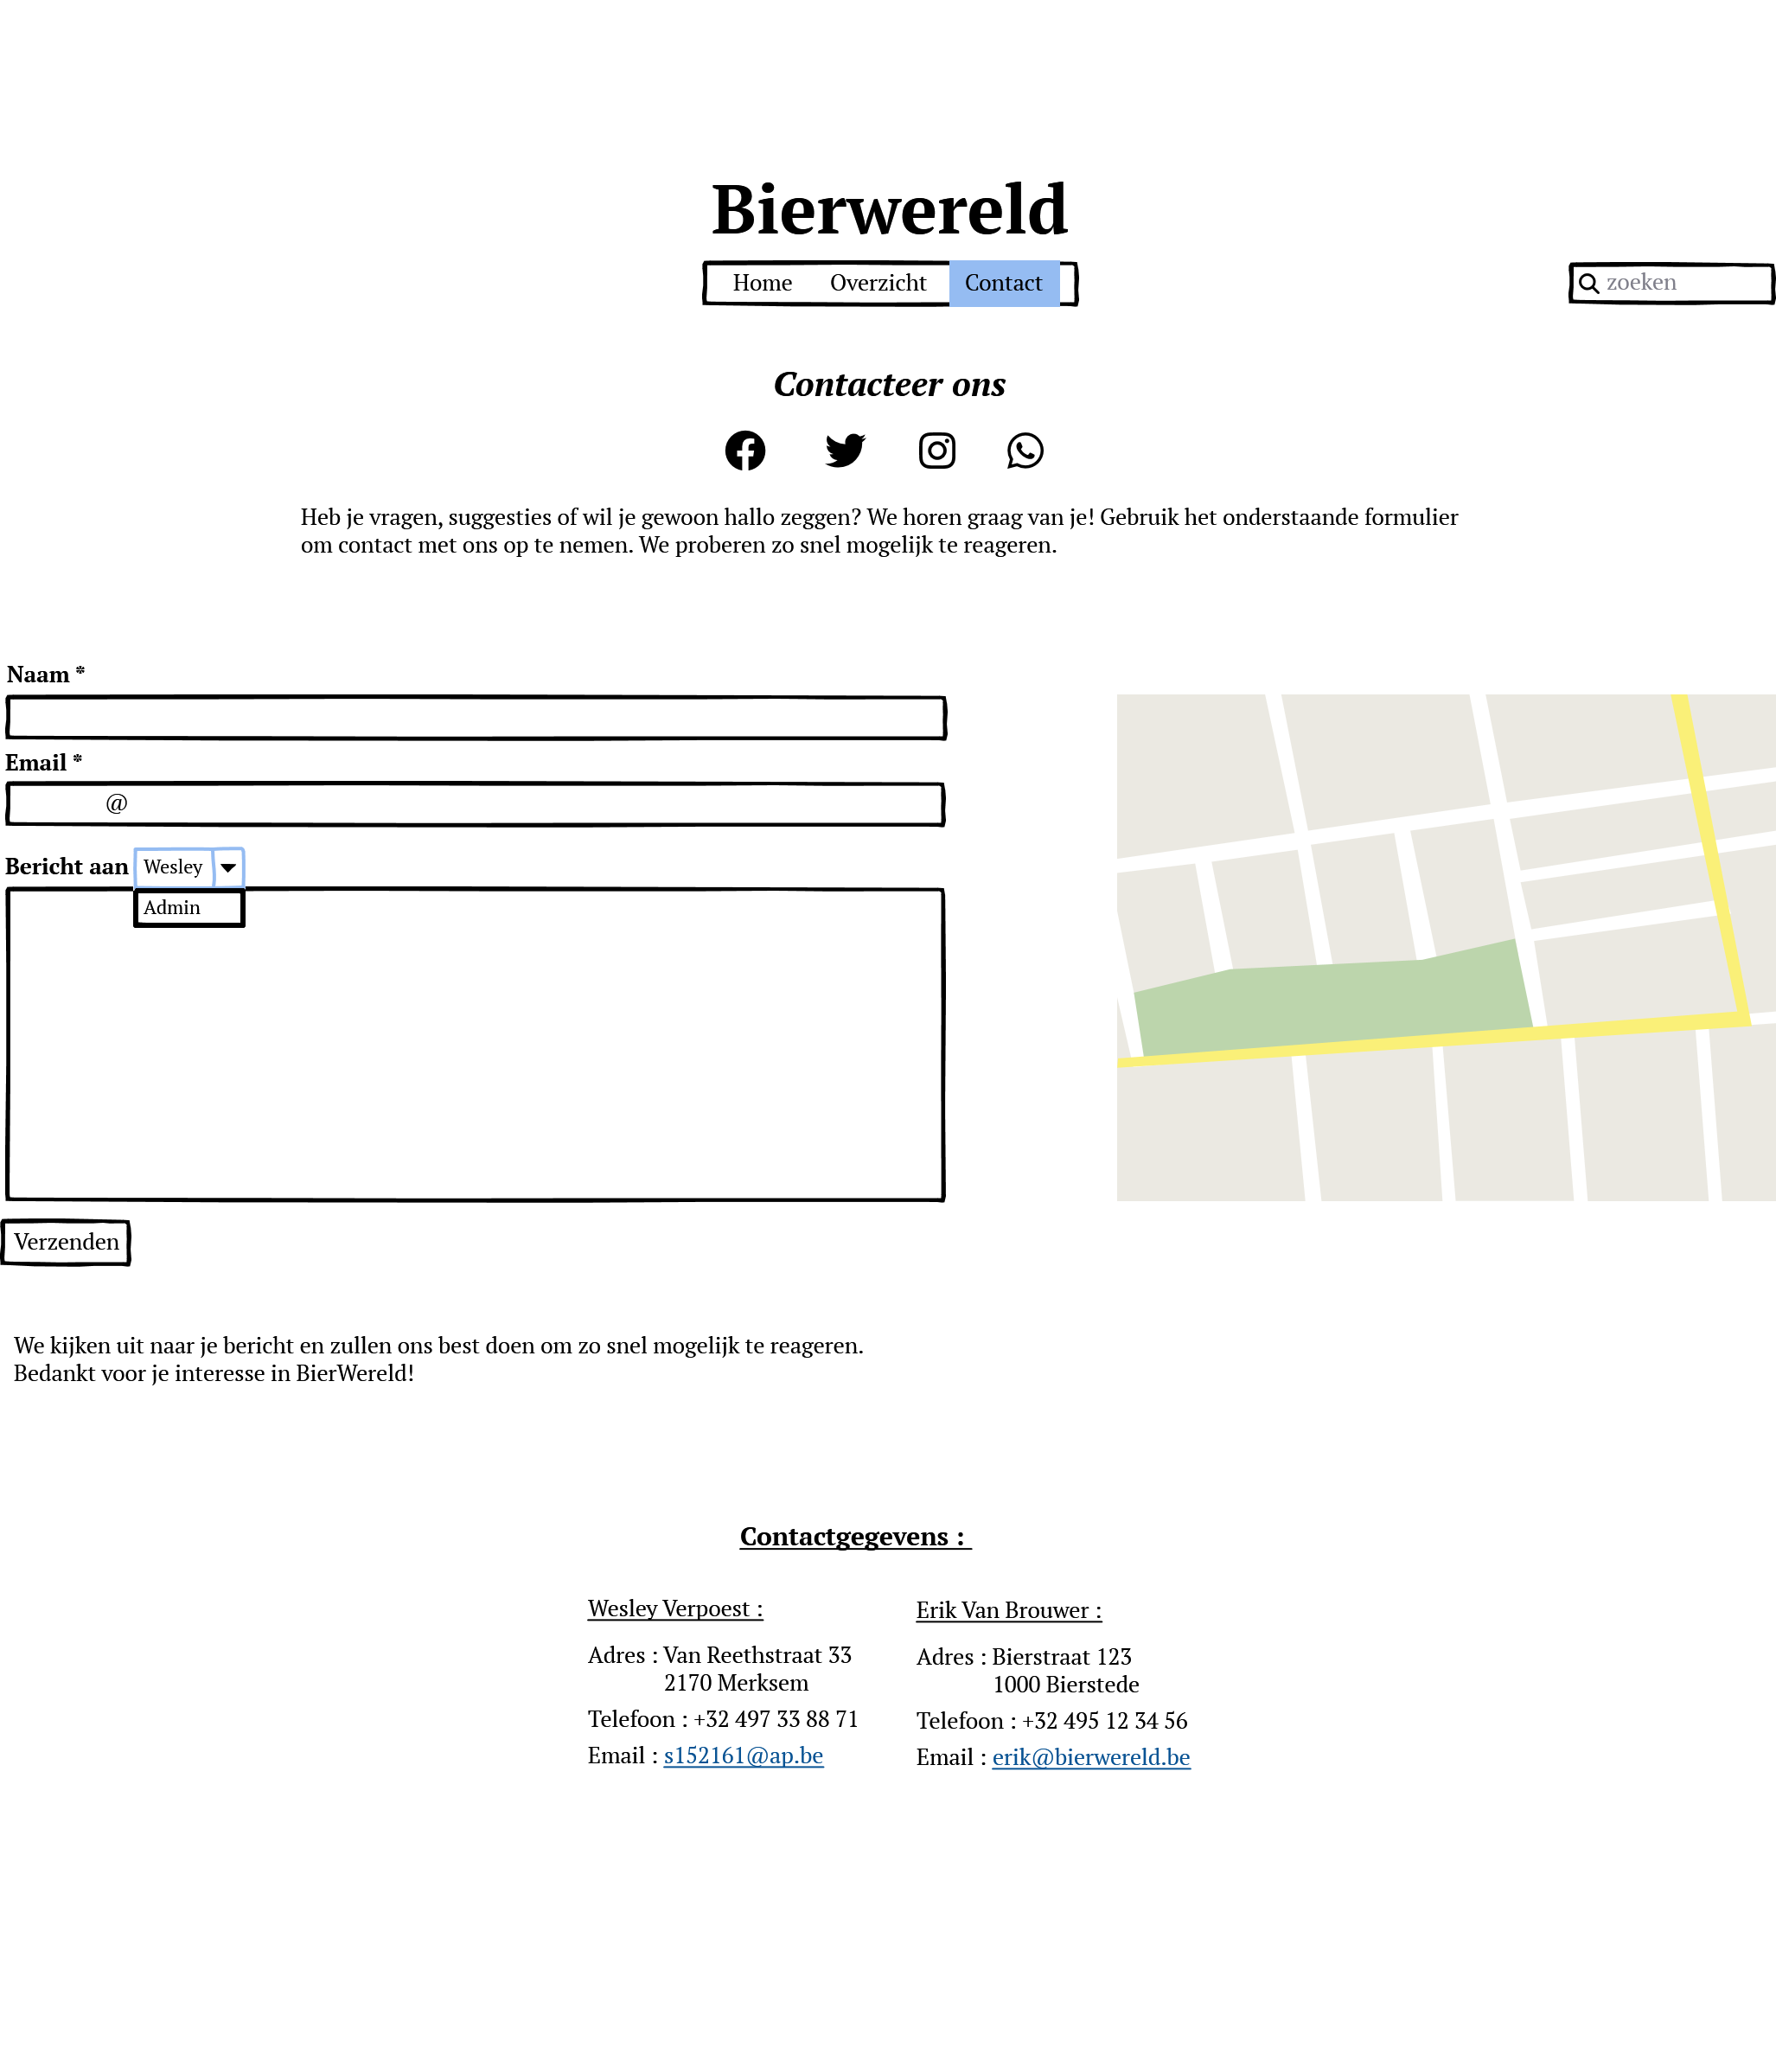 Bierwereld
Home Overzicht Contact
zoeken
Contacteer ons
Heb je vragen, suggesties of wil je gewoon hallo zeggen? We horen graag van je! Gebruik het onderstaande formulier
om contact met ons op te nemen. We proberen zo snel mogelijk te reageren.
Naam *
Email *
@
Bericht aan Wesley
Admin
Verzenden
We kijken uit naar je bericht en zullen ons best doen om zo snel mogelijk te reageren.
Bedankt voor je interesse in BierWereld!
Contactgegevens :
Wesley Verpoest :
Adres : Van Reethstraat 33
2170 Merksem
Telefoon : +32 497 33 88 71
Email : s152161@ap.be
Erik Van Brouwer :
Adres : Bierstraat 123
1000 Bierstede
Telefoon : +32 495 12 34 56
Email : erik@bierwereld.be